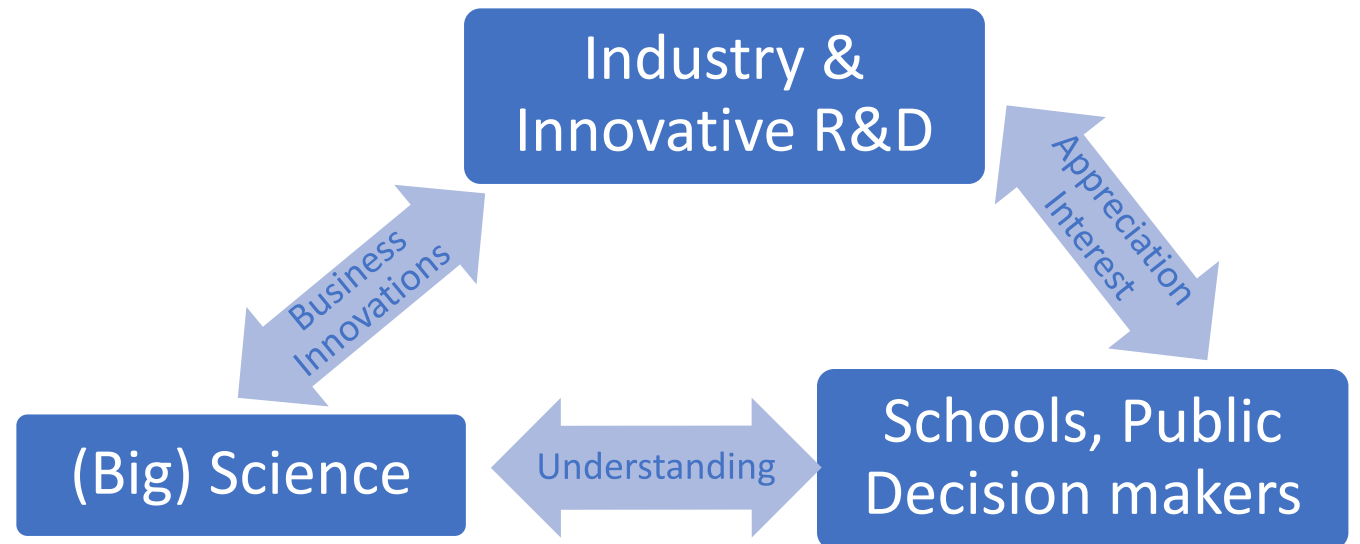 Industry &
Innovative R&D
Appreciation
Interest
Business
Innovations
(Big) Science
Understanding
Schools, Public
Decision makers